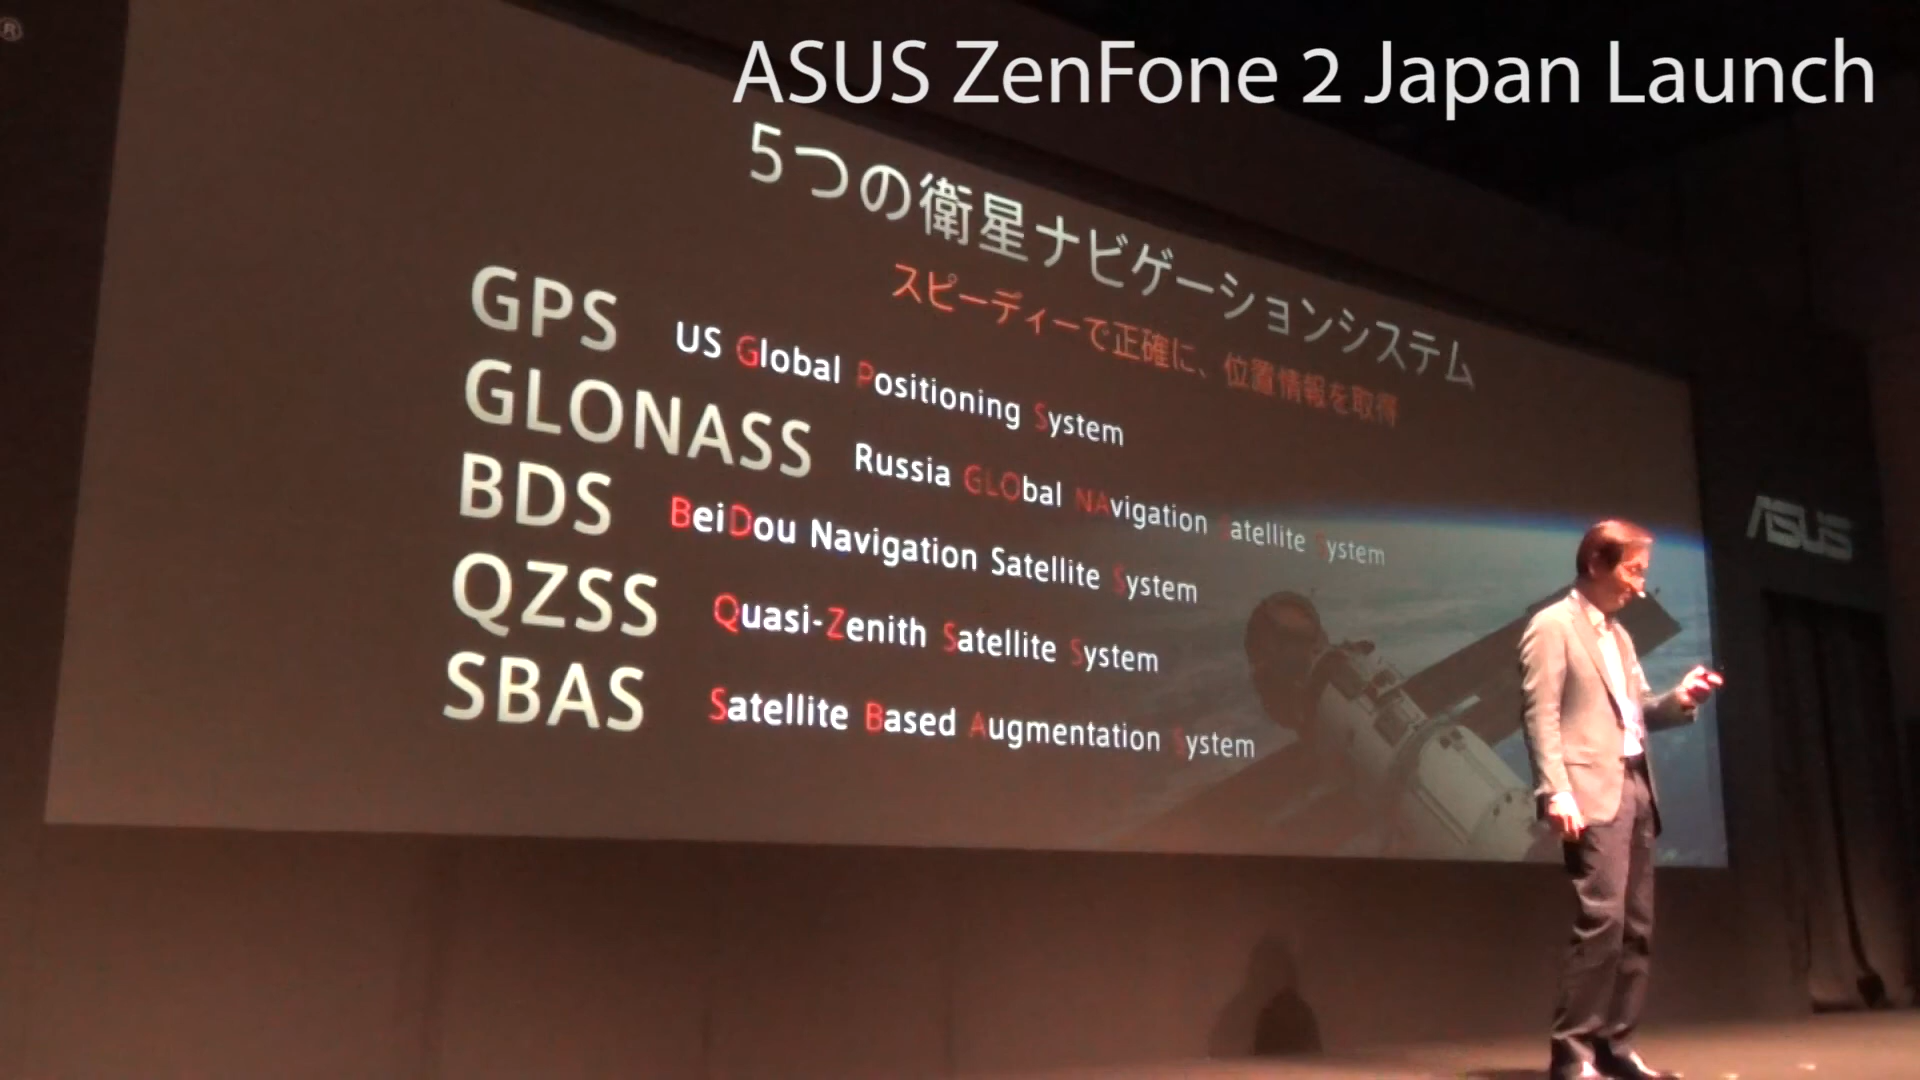 ®
ASUS ZenFone 2 Japan Launch
5つの衛星ナビゲーションシステム
スピーディーで正確に、位置情報を取得
GPS US Global Positioning System
GLONASS Russia GLObal NAvigation Satellite System
BDS BeiDou Navigation Satellite System
QZSS Quasi-Zenith Satellite System
SBAS Satellite Based Augmentation System
ASUS